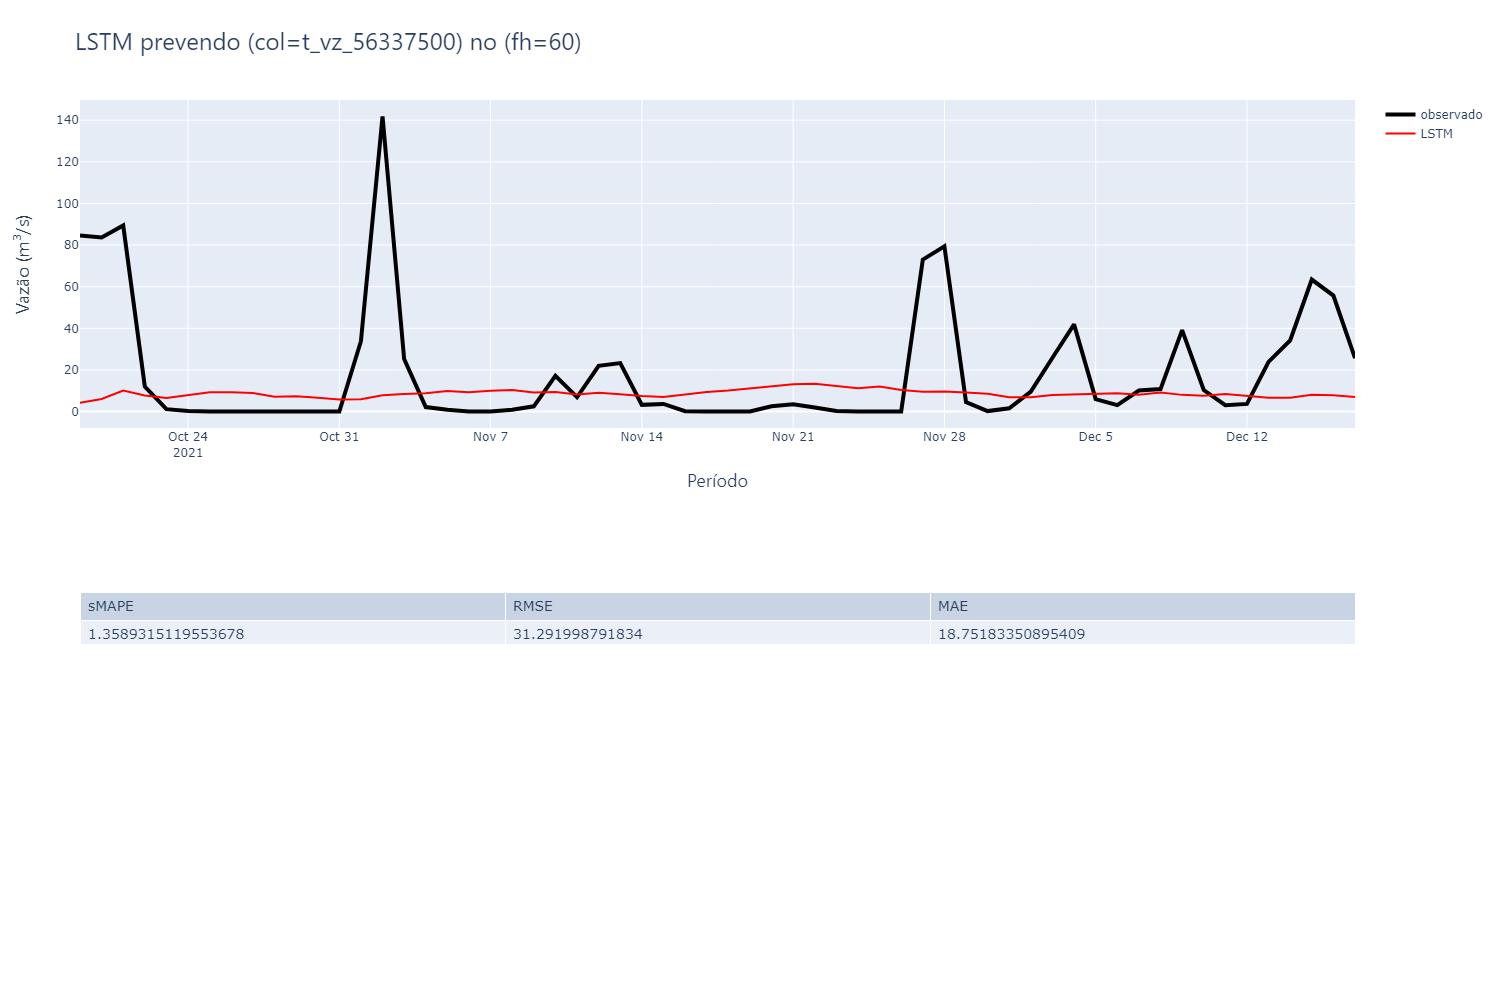 LSTM prevendo (col=t_vz_56337500) no (fh=60)
observado
LSTM
Vazão (m³/s)
140
120
100
80
60
40
20
0
Oct 24
2021
Oct 31
Nov 7
Nov 14
Nov 21
Nov 28
Dec 5
Dec 12
Período
sMAPE RMSE MAE
1.3589315119553678 31.291998791834 18.75183350895409